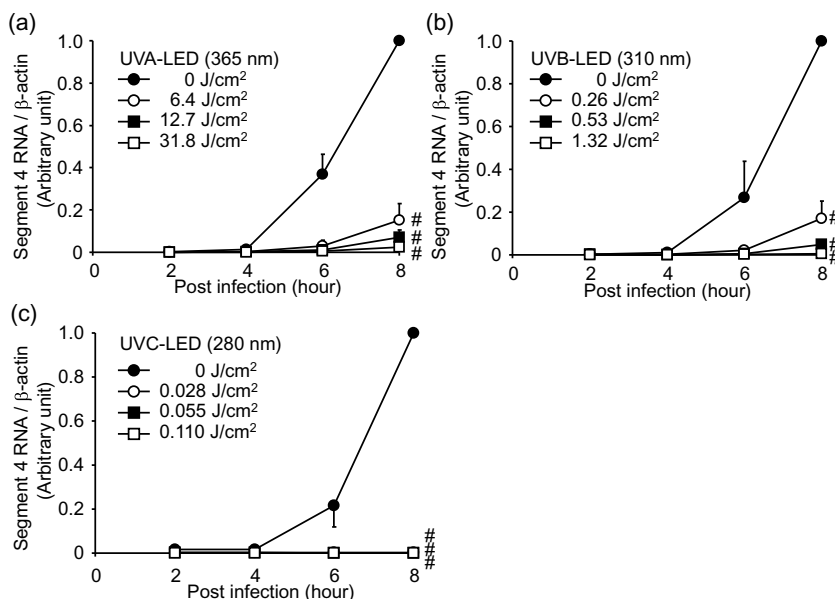 (a)
UVA-LED (365 nm)
0 J/cm²
6.4 J/cm²
12.7 J/cm²
31.8 J/cm²
Segment 4 RNA / β-actin
(Arbitrary unit)
1.0
0.8
0.6
0.4
0.2
0
0 2 4 6 8
#
#
#
Post infection (hour)
(b)
UVB-LED (310 nm)
0 J/cm²
0.26 J/cm²
0.53 J/cm²
1.32 J/cm²
Segment 4 RNA / β-actin
(Arbitrary unit)
1.0
0.8
0.6
0.4
0.2
0
0 2 4 6 8
#
#
#
Post infection (hour)
(c)
UVC-LED (280 nm)
0 J/cm²
0.028 J/cm²
0.055 J/cm²
0.110 J/cm²
Segment 4 RNA / β-actin
(Arbitrary unit)
1.0
0.8
0.6
0.4
0.2
0
0 2 4 6 8
#
#
#
Post infection (hour)